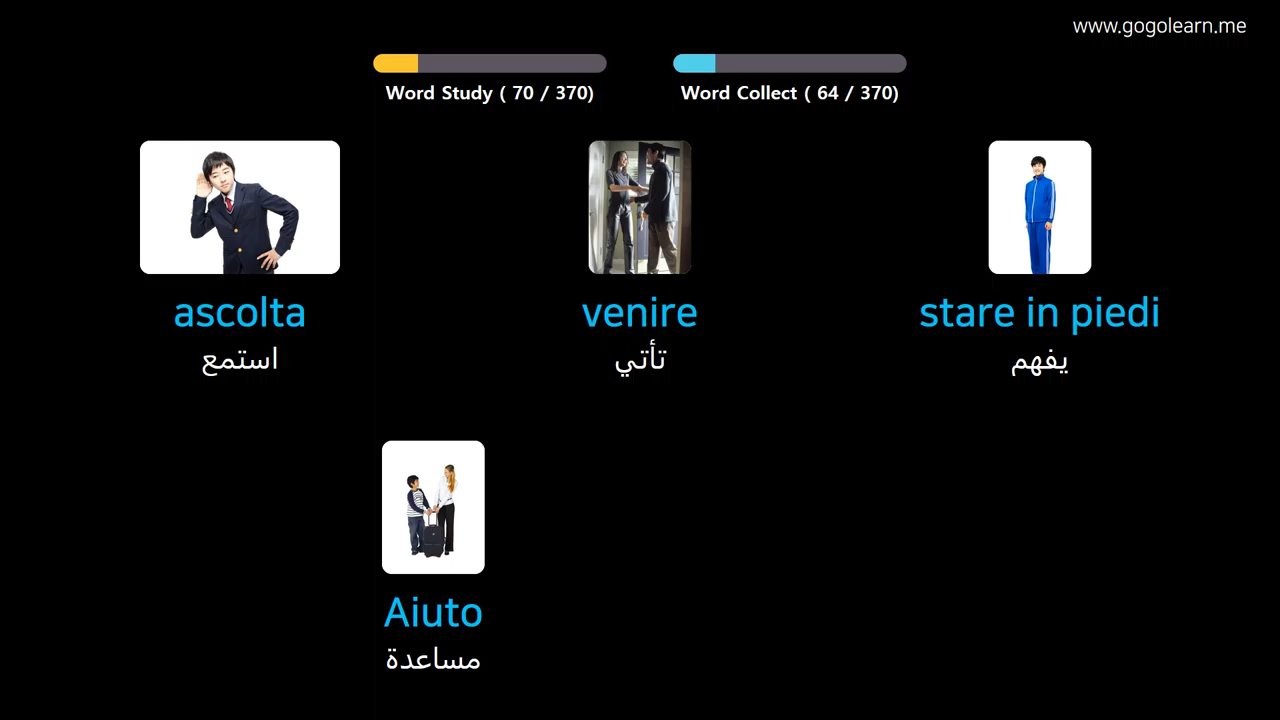 www.gogolearn.me
Word Study ( 70 / 370)
Word Collect ( 64 / 370)
ascolta
استمع
venire
تأتي
stare in piedi
يفهم
Aiuto
مساعدة